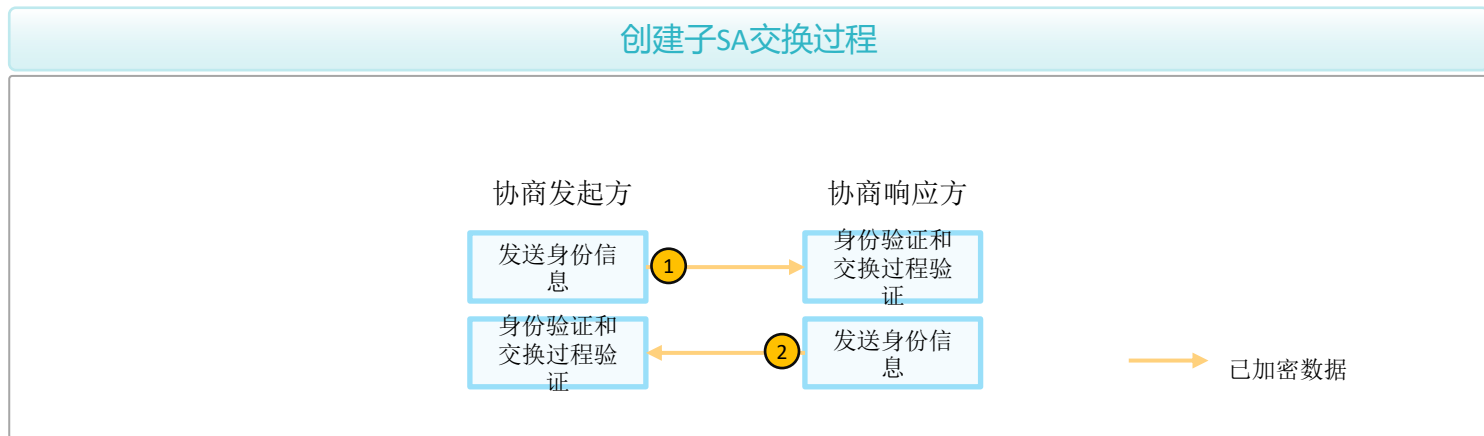 创建子SA交换过程
协商发起方
协商响应方
发送身份信
息
1
身份验证和
交换过程验
证
身份验证和
交换过程验
证
2
发送身份信
息
已加密数据